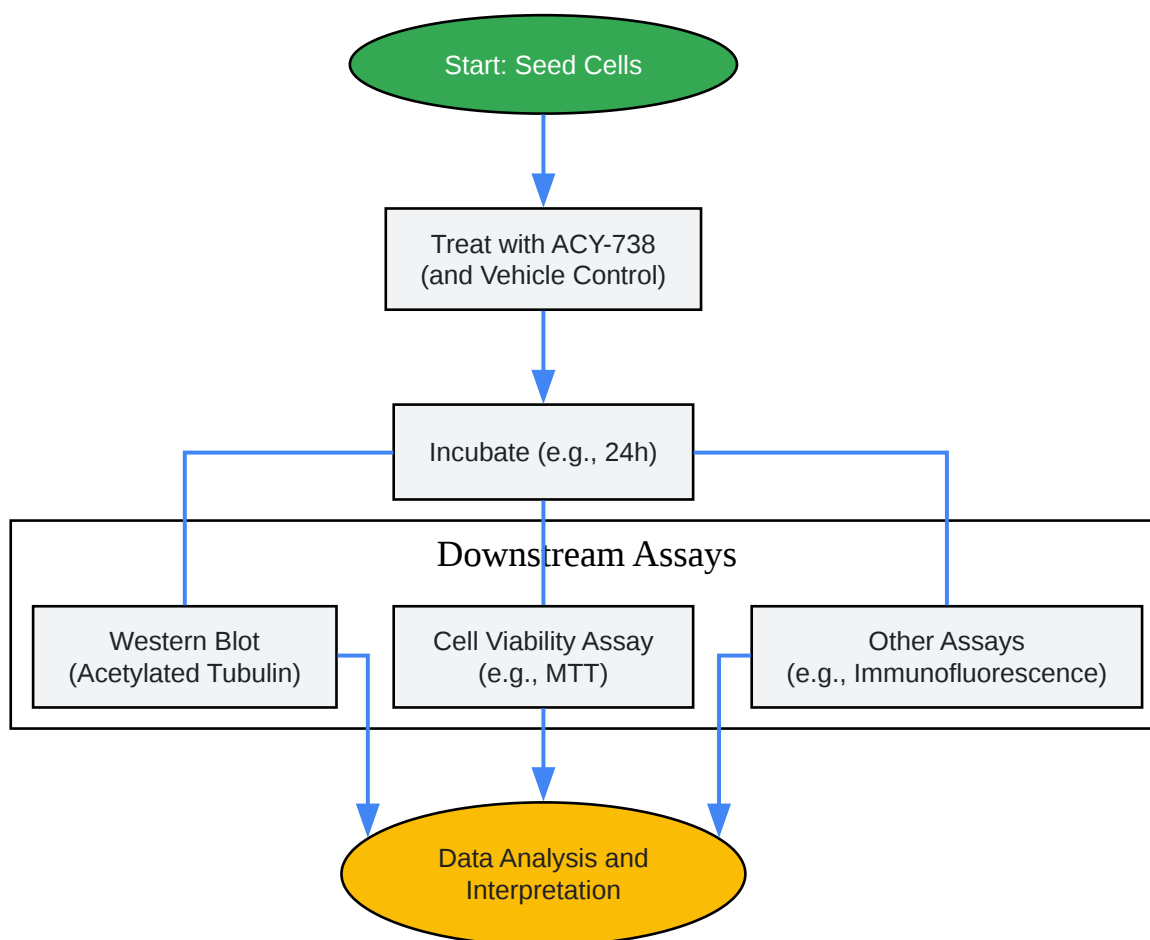 Start: Seed Cells
Treat with ACY-738
(and Vehicle Control)
Incubate (e.g., 24h)
Downstream Assays
Western Blot
(Acetylated Tubulin)
Cell Viability Assay
(e.g., MTT)
Other Assays
(e.g., Immunofluorescence)
Data Analysis and
Interpretation